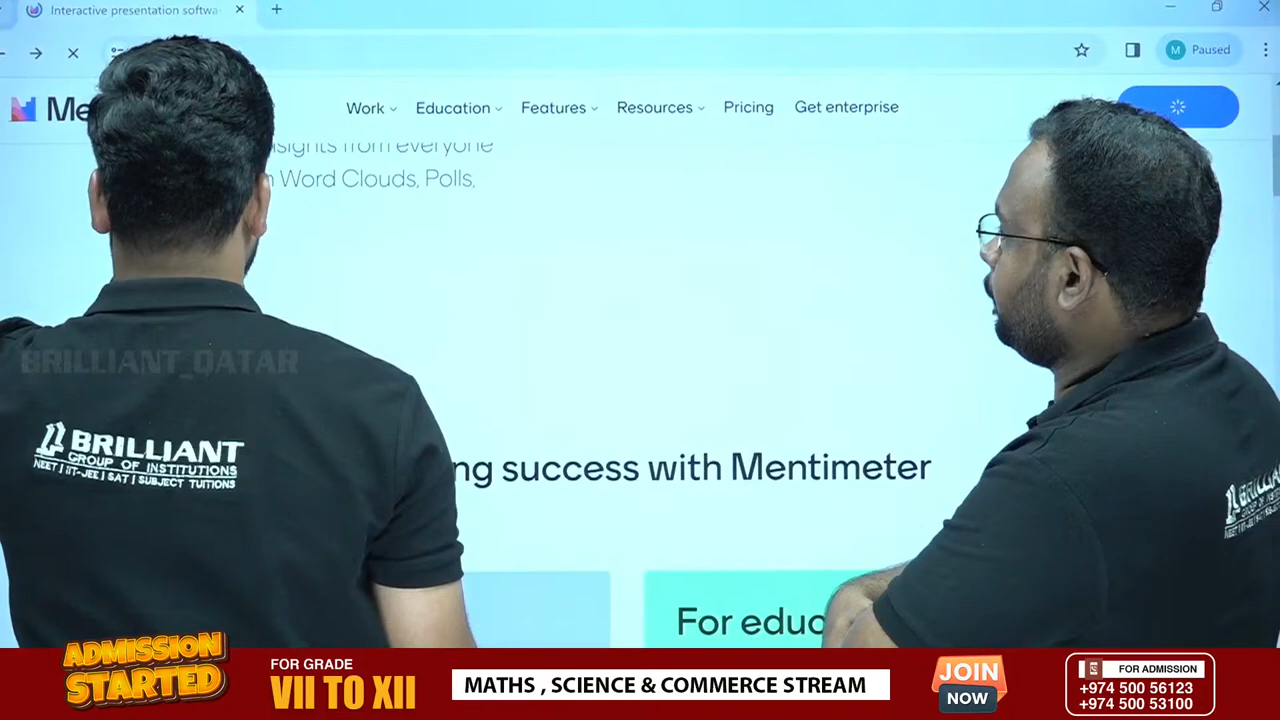 Interactive presentation softwa
M Paused
Me
Work
Education
Features
Resources
Pricing
Get enterprise
nsights from everyone
Word Clouds, Polls,
ng success with Mentimeter
For educ
BRILLIANT_QATAR
BRILLIANT
GROUP OF INSTITUTIONS
NEET | IIT-JEE | SAT | SUBJECT TUITIONS
ADMISSION
STARTED
FOR GRADE
VII TO XII
MATHS , SCIENCE & COMMERCE STREAM
JOIN
NOW
FOR ADMISSION
+974 500 56123
+974 500 53100